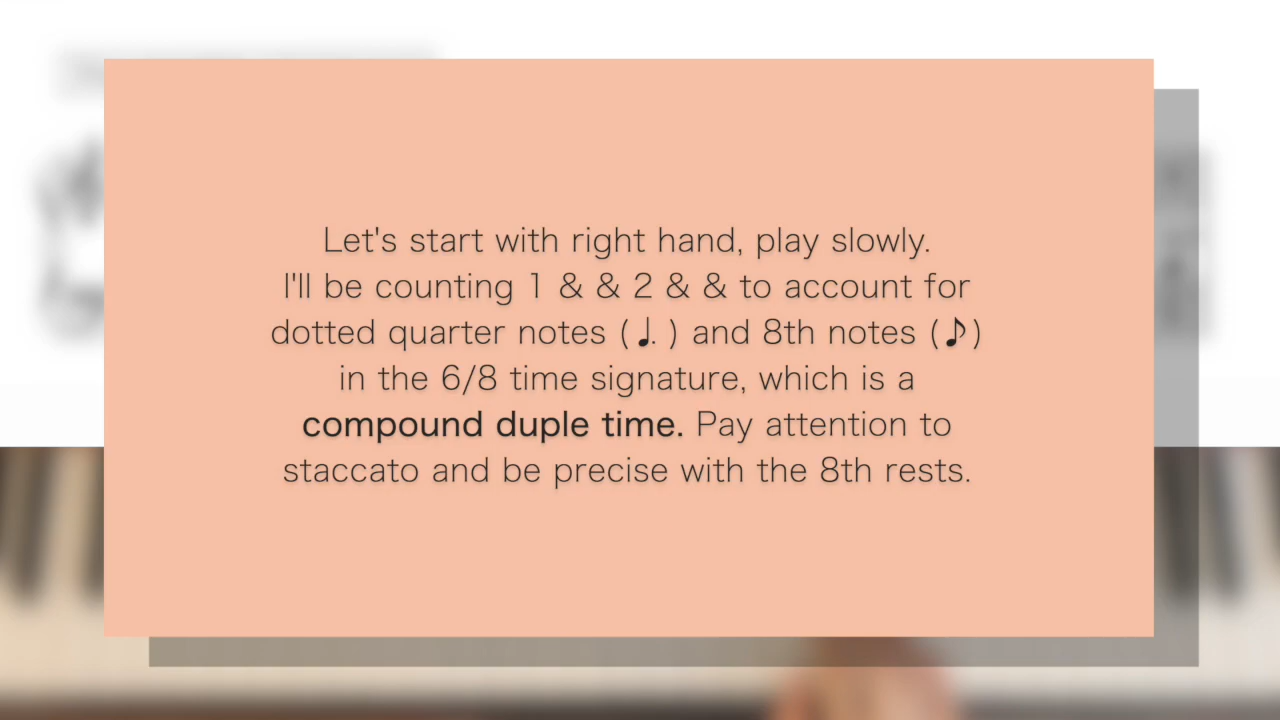 Let's start with right hand, play slowly.
I'll be counting 1 & & 2 & & to account for
dotted quarter notes (♩. ) and 8th notes (♪)
in the 6/8 time signature, which is a
compound duple time. Pay attention to
staccato and be precise with the 8th rests.